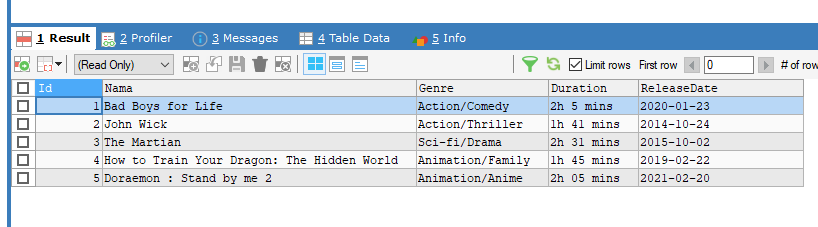 1 Result 2 Profiler 3 Messages 4 Table Data 5 Info
(Read Only) Limit rows First row 0 # of row
Id Nama Genre Duration ReleaseDate
1 Bad Boys for Life Action/Comedy 2h 5 mins 2020-01-23
2 John Wick Action/Thriller 1h 41 mins 2014-10-24
3 The Martian Sci-fi/Drama 2h 31 mins 2015-10-02
4 How to Train Your Dragon: The Hidden World Animation/Family 1h 45 mins 2019-02-22
5 Doraemon : Stand by me 2 Animation/Anime 2h 05 mins 2021-02-20